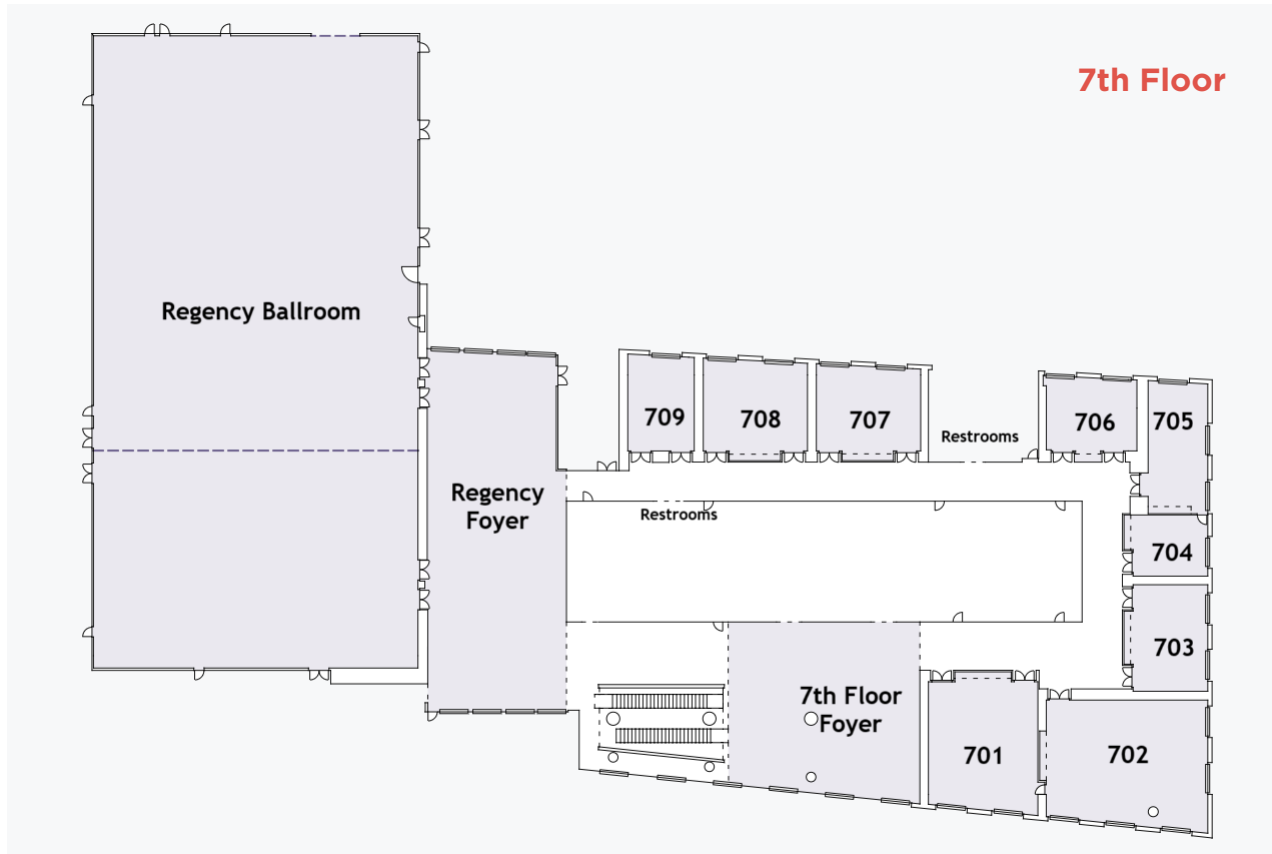 7th Floor
Regency Ballroom
709
708
707
Restrooms
706
705
Regency
Foyer
Restrooms
704
703
7th Floor
Foyer
701
702